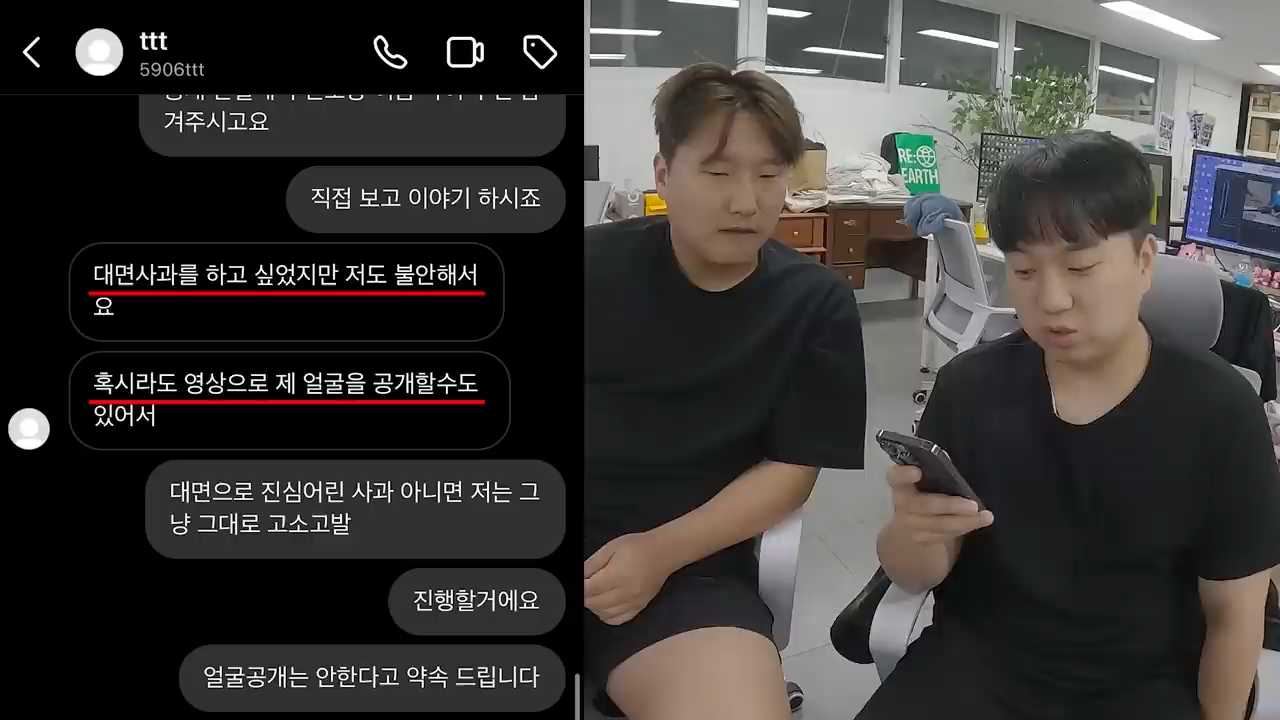 ttt
5906ttt
겨주시고요
직접 보고 이야기 하시죠
대면사과를 하고 싶었지만 저도 불안해서
요
혹시라도 영상으로 제 얼굴을 공개할수도
있어서
대면으로 진심어린 사과 아니면 저는 그
냥 그대로 고소고발
진행할거에요
얼굴공개는 안한다고 약속 드립니다
RE:
EARTH